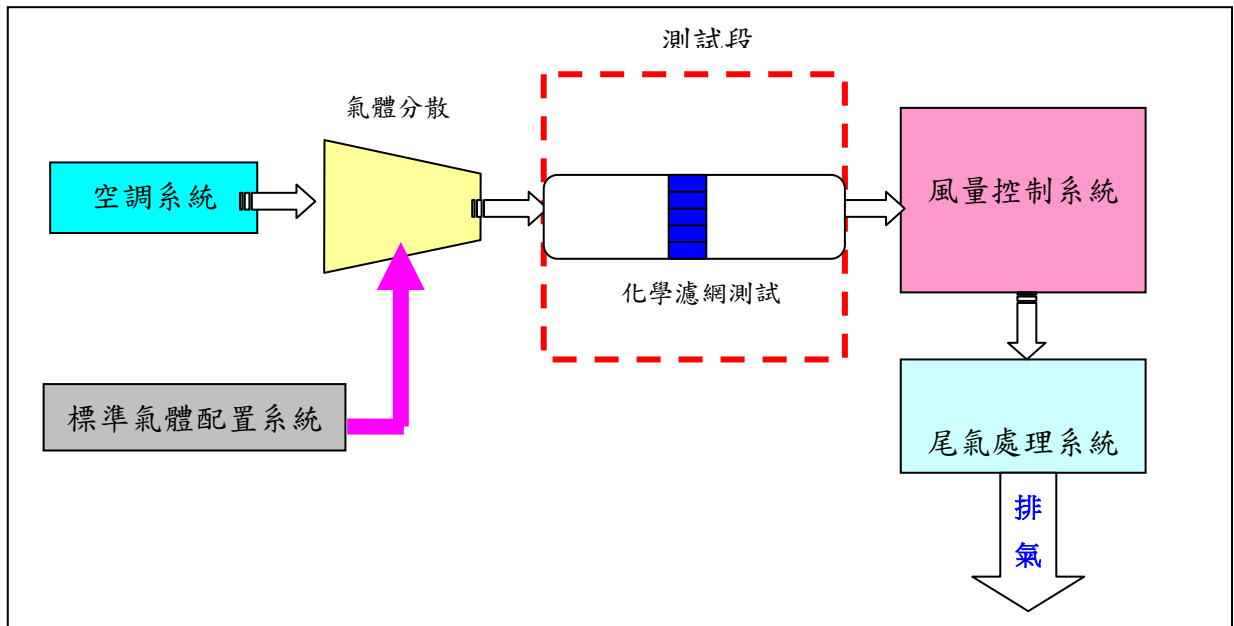 測試段
氣體分散
空調系統
風量控制系統
化學濾網測試
標準氣體配置系統
尾氣處理系統
排
氣